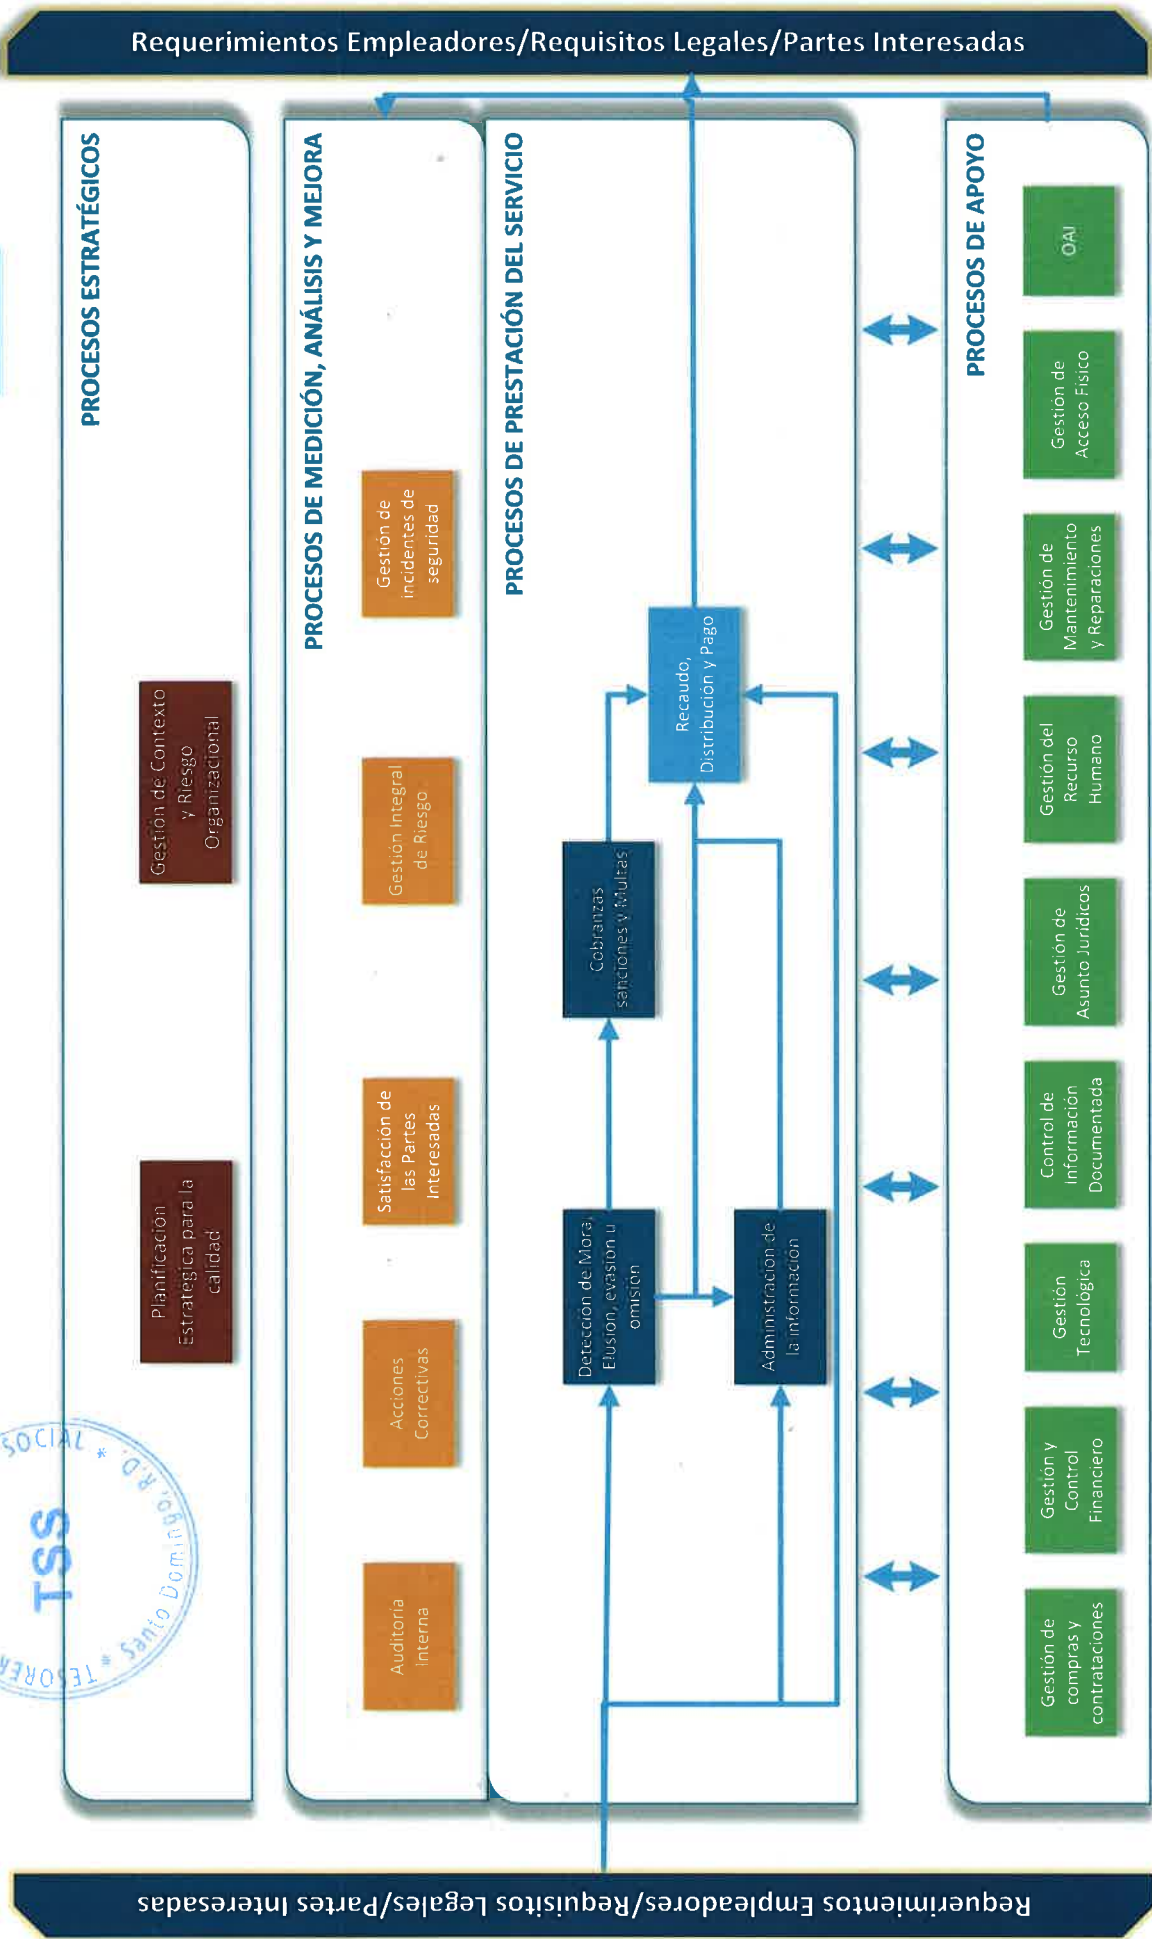 Requerimientos Empleadores/Requisitos Legales/Partes Interesadas
PROCESOS ESTRATÉGICOS
Planificación
Estratégica para la
calidad
Gestión de Contexto
y Riesgo
Organizacional
PROCESOS DE MEDICIÓN, ANÁLISIS Y MEJORA
Auditoria
Interna
Acciones
Correctivas
Satisfacción de
las Partes
Interesadas
Gestión Integral
de Riesgo
Gestión de
incidentes de
seguridad
PROCESOS DE PRESTACIÓN DEL SERVICIO
Detección de Mora,
Elusión, evasión u
omisión
Cobranzas
sanciones y Multas
Administración de
la información
Recaudo,
Distribución y Pago
PROCESOS DE APOYO
Gestión de
compras y
contrataciones
Gestión y
Control
Financiero
Gestión
Tecnológica
Control de
Información
Documentada
Gestión de
Asunto Jurídicos
Gestión del
Recurso
Humano
Gestión de
Mantenimiento
y Reparaciones
Gestión de
Acceso Físico
OAI
Requerimientos Empleadores/Requisitos Legales/Partes Interesadas
SOCIAL *
TSS
* Santo Domingo, R.D.